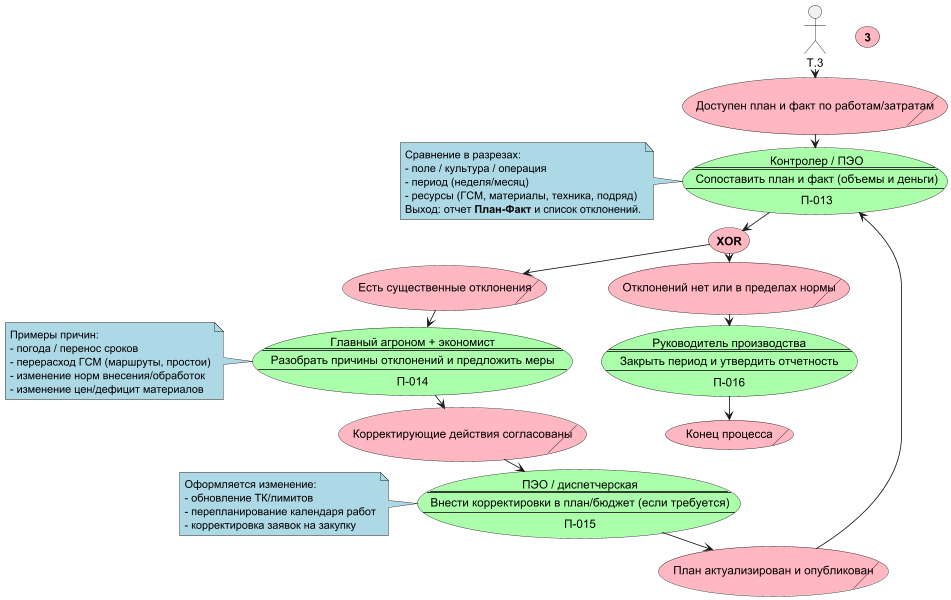 3
Т.3
Доступен план и факт по работам/затратам
Сравнение в разрезах:
- поле / культура / операция
- период (неделя/месяц)
- ресурсы (ГСМ, материалы, техника, подряд)
Выход: отчет План-Факт и список отклонений.
Контролер / ПЭО
Сопоставить план и факт (объемы и деньги)
П-013
XOR
Есть существенные отклонения
Отклонений нет или в пределах нормы
Примеры причин:
- погода / перенос сроков
- перерасход ГСМ (маршруты, простои)
- изменение норм внесения/обработок
- изменение цен/дефицит материалов
Главный агроном + экономист
Разобрать причины отклонений и предложить меры
П-014
Руководитель производства
Закрыть период и утвердить отчетность
П-016
Корректирующие действия согласованы
Конец процесса
Оформляется изменение:
- обновление ТК/лимитов
- перепланирование календаря работ
- корректировка заявок на закупку
ПЭО / диспетчерская
Внести корректировки в план/бюджет (если требуется)
П-015
План актуализирован и опубликован